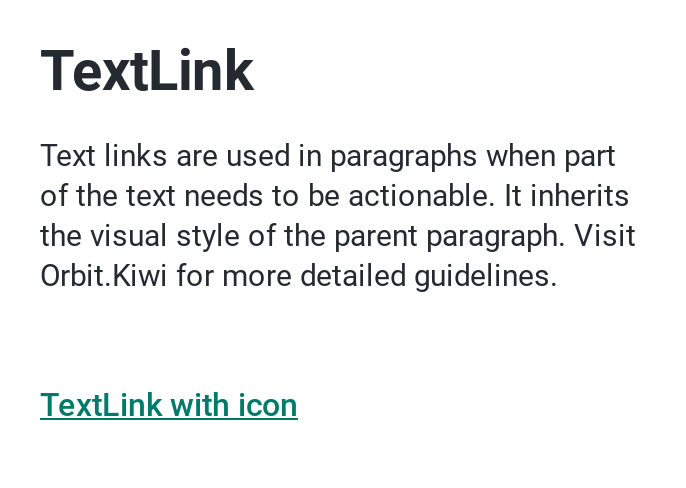 TextLink
Text links are used in paragraphs when part
of the text needs to be actionable. It inherits
the visual style of the parent paragraph. Visit
Orbit.Kiwi for more detailed guidelines.
TextLink with icon